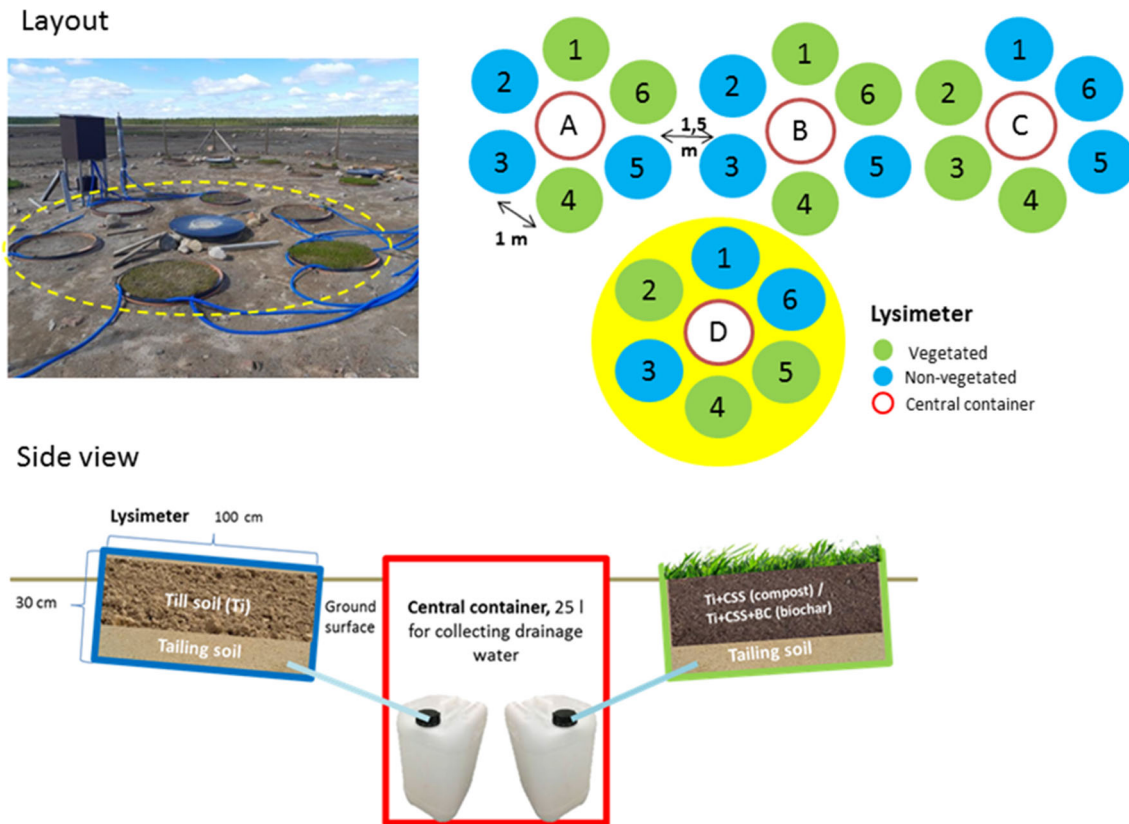 Layout
1
2
6
A
3
5
4
1
2
6
B
3
5
4
1
2
6
C
3
5
4
1,5
m
1 m
1
2
6
D
3
5
4
Lysimeter
Vegetated
Non-vegetated
Central container
Side view
Lysimeter 100 cm
30 cm
Till soil (Ti)
Tailing soil
Ground
surface
Central container, 25 l
for collecting drainage
water
Ti+CSS (compost) /
Ti+CSS+BC (biochar)
Tailing soil